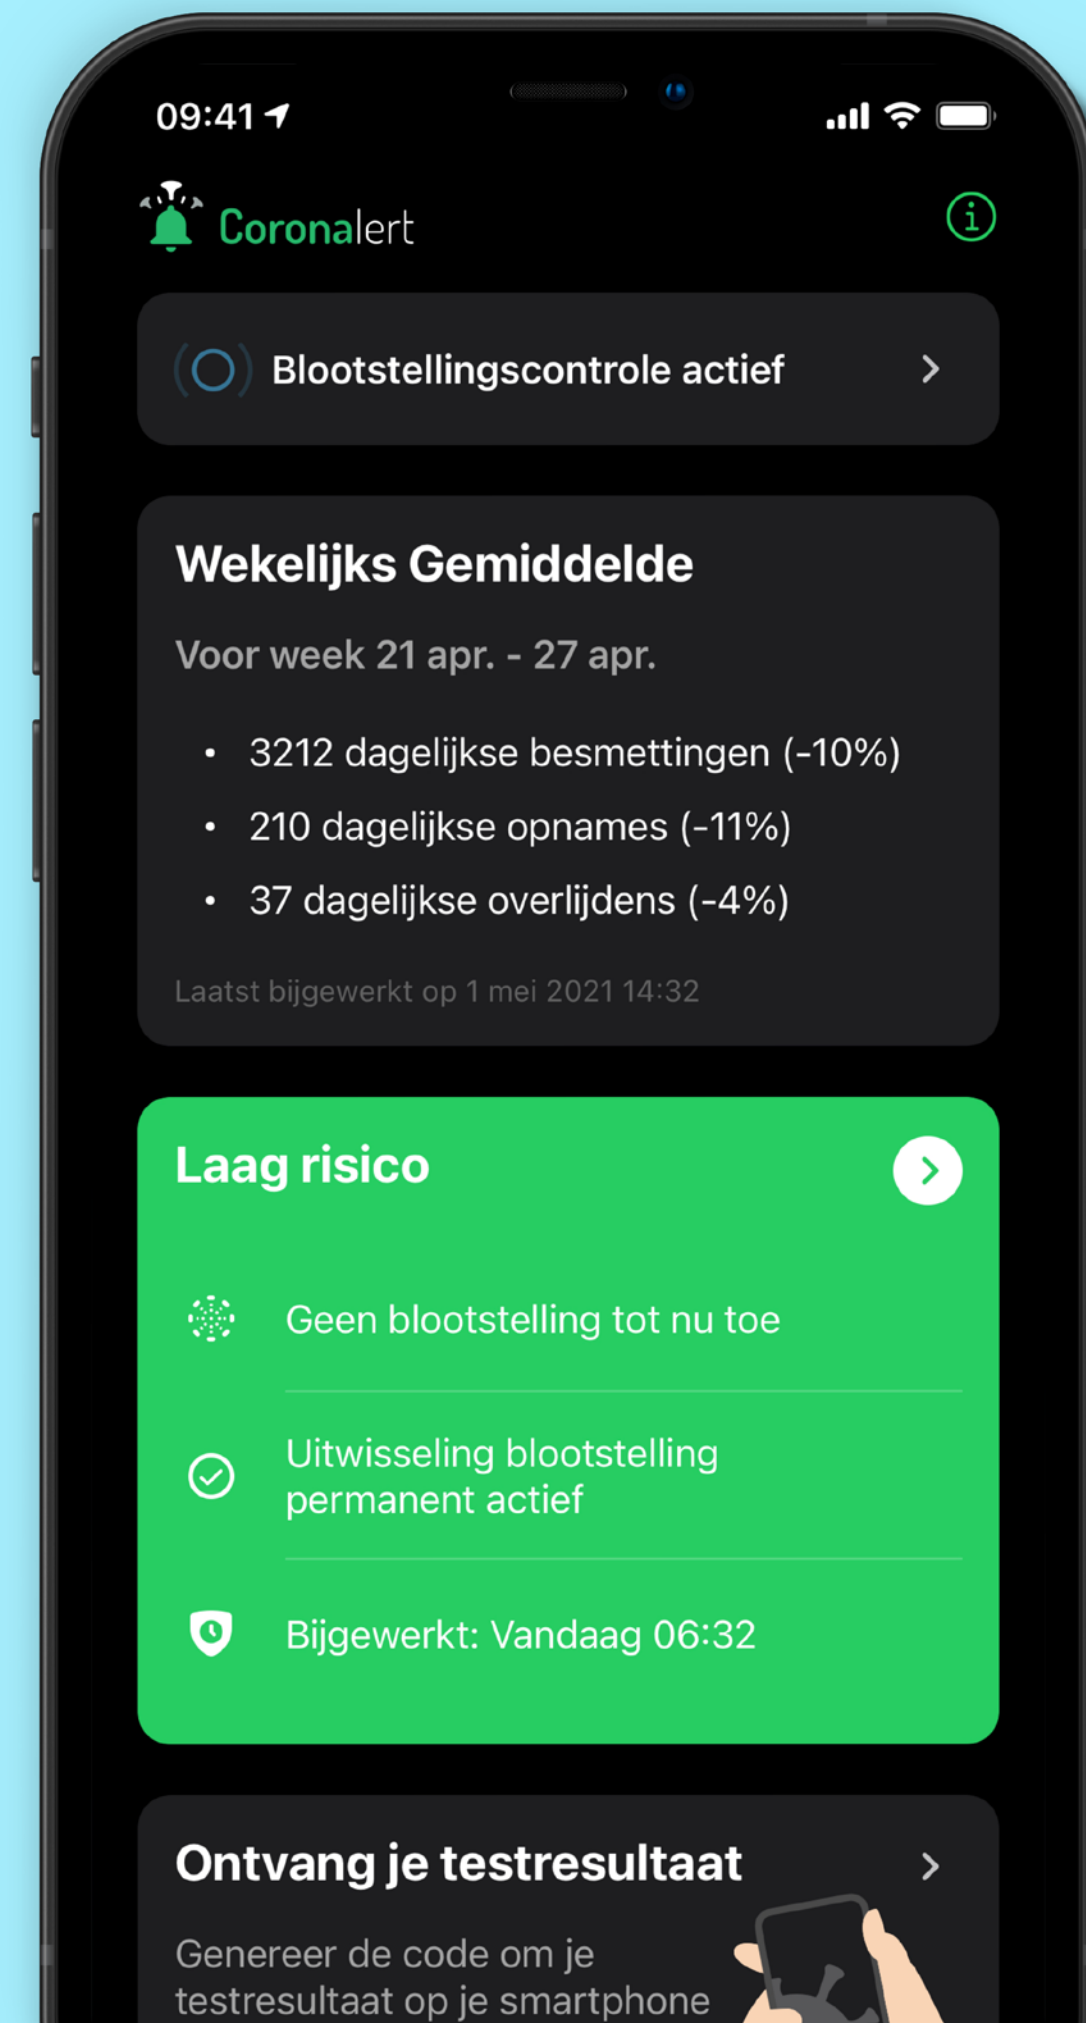 09:41
Coronalert
Blootstellingscontrole actief
Wekelijks Gemiddelde
Voor week 21 apr. - 27 apr.
• 3212 dagelijkse besmettingen (-10%)
• 210 dagelijkse opnames (-11%)
• 37 dagelijkse overlijdens (-4%)
Laatst bijgewerkt op 1 mei 2021 14:32
Laag risico
Geen blootstelling tot nu toe
Uitwisseling blootstelling
permanent actief
Bijgewerkt: Vandaag 06:32
Ontvang je testresultaat
Genereer de code om je
testresultaat op je smartphone